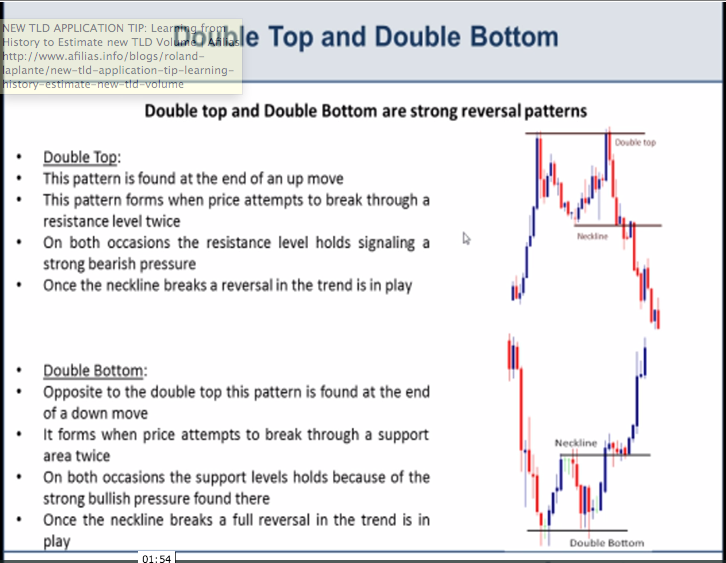 NEW TLD APPLICATION TIP: Learning from
History to Estimate new TLD Volume - Afilias
http://www.afilias.info/blogs/roland-
laplante/new-tld-application-tip-learning-
history-estimate-new-tld-volume
Double Top and Double Bottom
Double top and Double Bottom are strong reversal patterns
• Double Top:
• This pattern is found at the end of an up move
• This pattern forms when price attempts to break through a
resistance level twice
• On both occasions the resistance level holds signaling a
strong bearish pressure
• Once the neckline breaks a reversal in the trend is in play
Double top
Neckline
• Double Bottom:
• Opposite to the double top this pattern is found at the end
of a down move
• It forms when price attempts to break through a support
area twice
• On both occasions the support levels holds because of the
strong bullish pressure found there
• Once the neckline breaks a full reversal in the trend is in
play
Neckline
Double Bottom
01:54